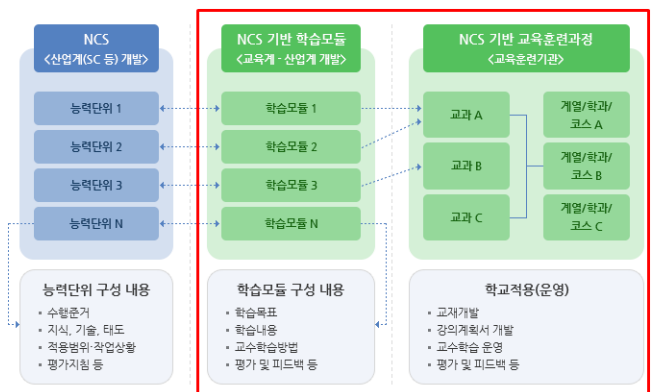 NCS
<산업계(SC 등) 개발>
능력단위 1
능력단위 2
능력단위 3
능력단위 N
능력단위 구성 내용
• 수행준거
• 지식, 기술, 태도
• 적용범위·작업상황
• 평가지침 등
NCS 기반 학습모듈
<교육계 - 산업계 개발>
학습모듈 1
학습모듈 2
학습모듈 3
학습모듈 N
학습모듈 구성 내용
• 학습목표
• 학습내용
• 교수학습방법
• 평가 및 피드백 등
NCS 기반 교육훈련과정
<교육훈련기관>
교과 A
교과 B
교과 C
계열/학과/
코스 A
계열/학과/
코스 B
계열/학과/
코스 C
학교적용(운영)
• 교재개발
• 강의계획서 개발
• 교수학습 운영
• 평가 및 피드백 등